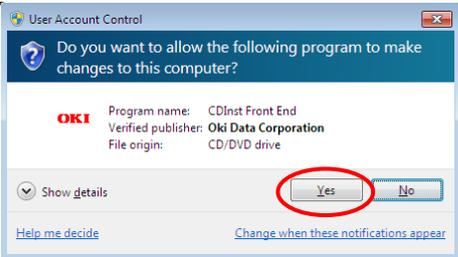 User Account Control
Do you want to allow the following program to make
changes to this computer?
OKI
Program name: CDInst Front End
Verified publisher: Oki Data Corporation
File origin: CD/DVD drive
Show details
Yes
No
Help me decide
Change when these notifications appear